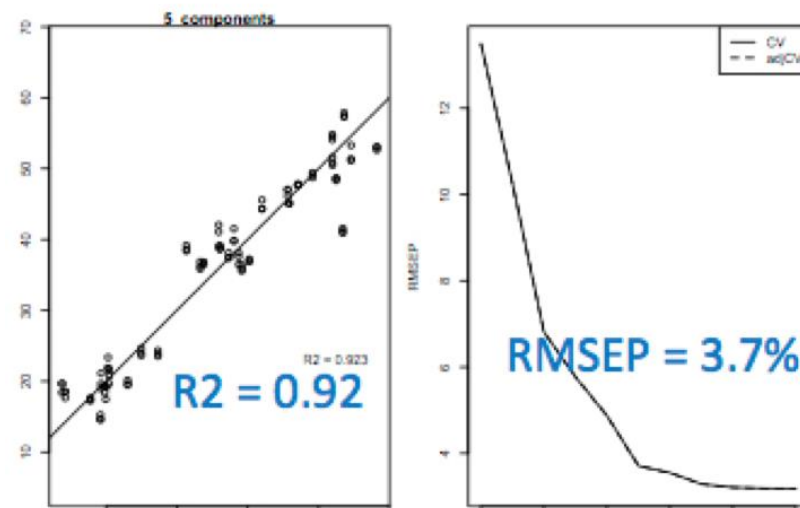 5 components
70
60
50
40
30
20
10
R2 = 0.923
R2 = 0.92
CV
adjCV
12
10
8
6
4
RMSEP
RMSEP = 3.7%